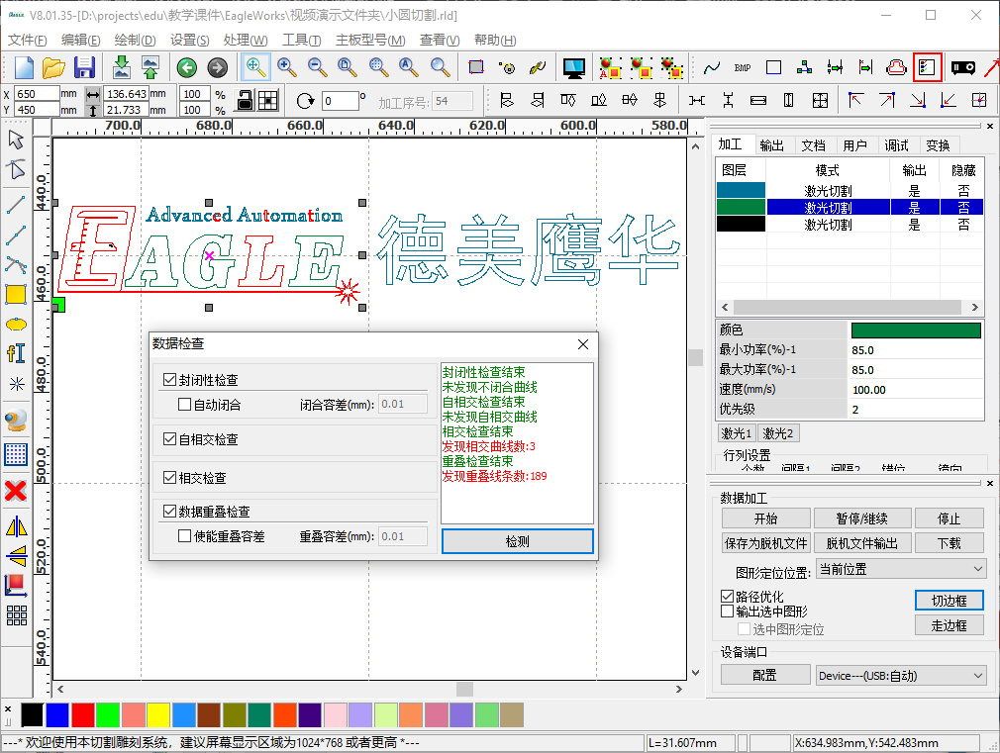 V8.01.35-[D:\projects\edu\教学课件\EagleWorks\视频演示文件夹\小圆切割.rld]
文件(F) 编辑(E) 绘制(D) 设置(S) 处理(W) 工具(T) 主板型号(M) 查看(V) 帮助(H)
BMP
X 650 mm 136.643 mm 100 %
Y 450 mm 21.733 mm 100 %
0 °
加工序号: 54
700.0 680.0 660.0 640.0 620.0 600.0 580.0
440.0
460.0
480.0
500.0
520.0
540.0
Advanced Automation
EAGLE
德美鹰华
数据检查
封闭性检查
自动闭合 闭合容差(mm): 0.01
自相交检查
相交检查
数据重叠检查
使能重叠容差 重叠容差(mm): 0.01
封闭性检查结束
未发现不闭合曲线
自相交检查结束
未发现自相交曲线
相交检查结束
发现相交曲线数:3
重叠检查结束
发现重叠线条数:189
检测
加工 输出 文档 用户 调试 变换
图层 模式 输出 隐藏
激光切割 是 否
激光切割 是 否
激光切割 是 否
颜色
最小功率(%)-1 85.0
最大功率(%)-1 85.0
速度(mm/s) 100.00
优先级 2
激光1 激光2
行列设置
个数 间隔1 间隔2 错位 流向
数据加工
开始 暂停/继续 停止
保存为脱机文件 脱机文件输出 下载
图形定位位置: 当前位置
路径优化
输出选中图形
选中图形定位
切边框
走边框
设备端口
配置 Device---(USB:自动)
---* 欢迎使用本切割雕刻系统，建议屏幕显示区域为1024*768 或者更高 *---
L=31.607mm
X:634.983mm,Y:542.483mm